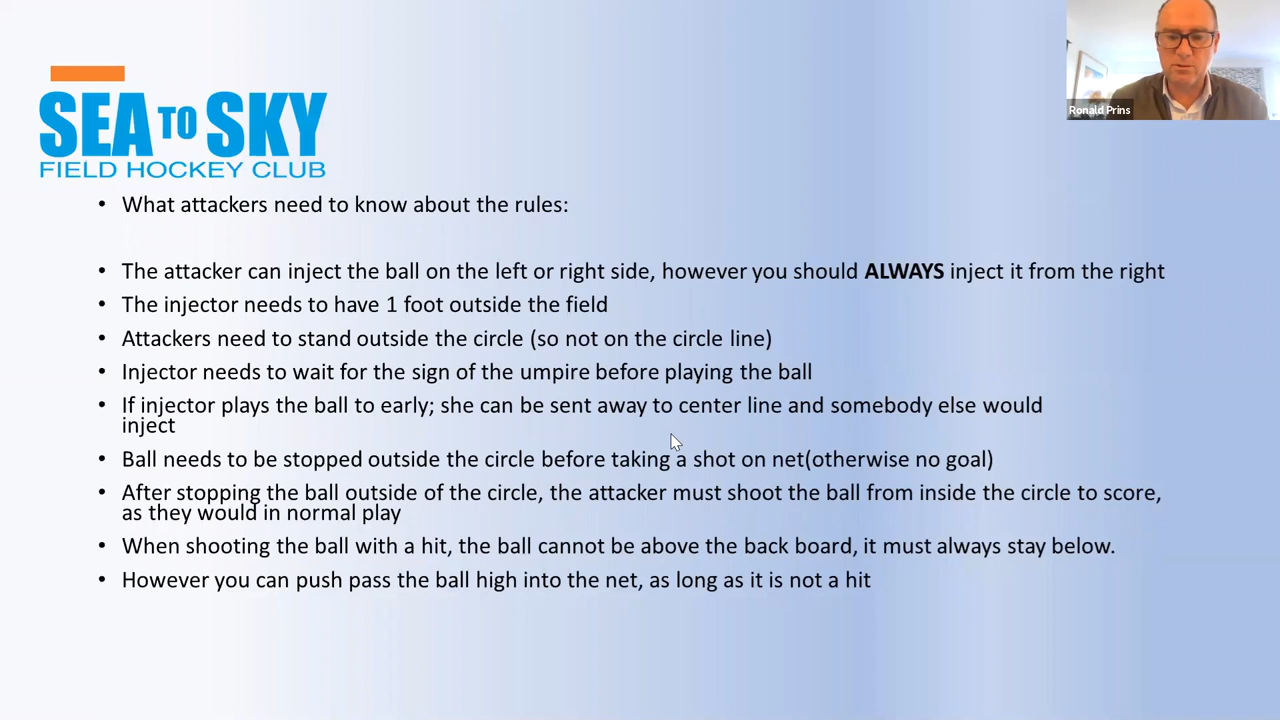 Ronald Prins
SEA TO SKY
FIELD HOCKEY CLUB
• What attackers need to know about the rules:
• The attacker can inject the ball on the left or right side, however you should ALWAYS inject it from the right
• The injector needs to have 1 foot outside the field
• Attackers need to stand outside the circle (so not on the circle line)
• Injector needs to wait for the sign of the umpire before playing the ball
• If injector plays the ball to early; she can be sent away to center line and somebody else would
inject
• Ball needs to be stopped outside the circle before taking a shot on net(otherwise no goal)
• After stopping the ball outside of the circle, the attacker must shoot the ball from inside the circle to score,
as they would in normal play
• When shooting the ball with a hit, the ball cannot be above the back board, it must always stay below.
• However you can push pass the ball high into the net, as long as it is not a hit